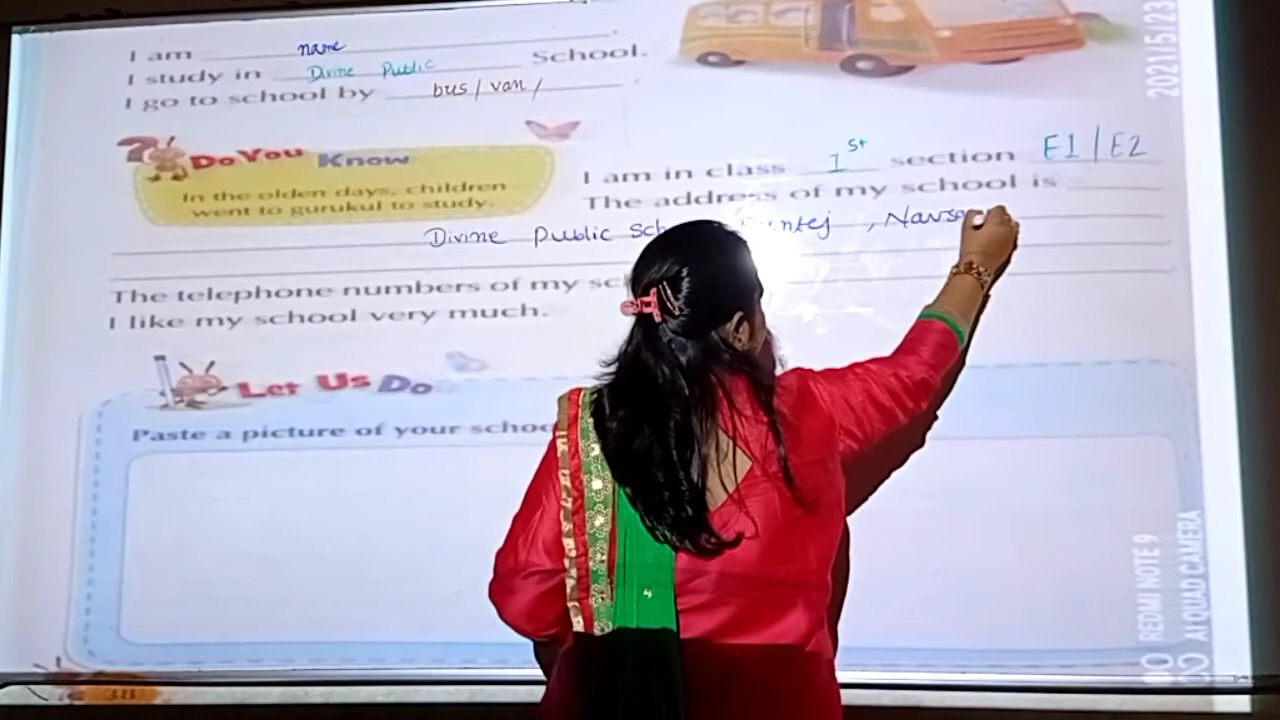 I am name.
I study in Divine Public School.
I go to school by bus/van/.
Do You Know
In the olden days, children
went to gurukul to study.
I am in class 1st section E1/E2
The address of my school is
Divine Public
The telephone numbers of my
I like my school very much.
Let Us Do
Paste a picture of your
38
2021/5/23
REDMI NOTE 9
AI QUAD CAMERA